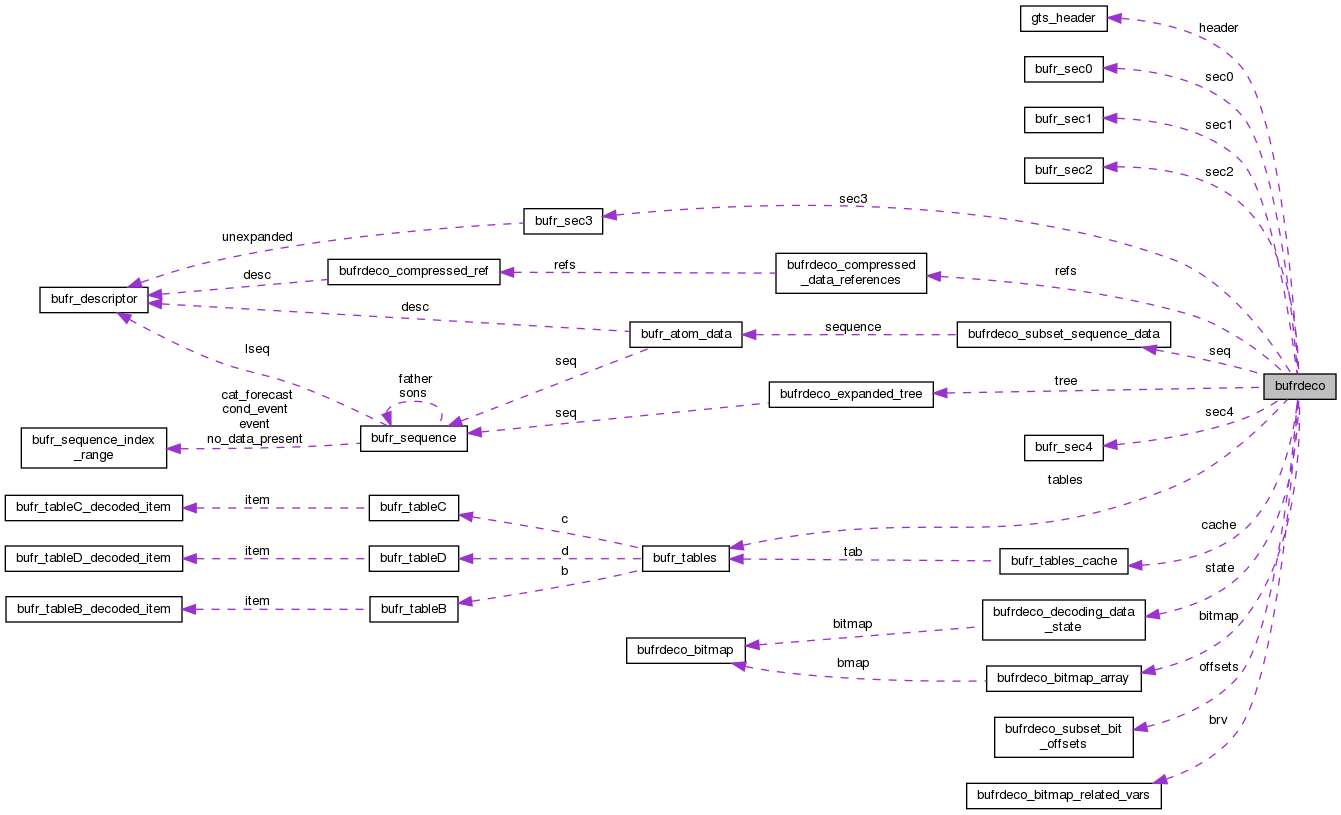 gts_header
header
bufr_sec0
sec0
bufr_sec1
sec1
bufr_sec2
sec2
sec3
bufr_sec3
unexpanded
bufrdeco_compressed
_data_references
refs
refs
bufrdeco_compressed_ref
desc
bufr_descriptor
desc
bufr_atom_data
sequence
bufrdeco_subset_sequence_data
seq
lseq
seq
bufrdeco
tree
bufrdeco_expanded_tree
father
sons
seq
cat_forecast
cond_event
event
no_data_present
bufr_sequence
bufr_sequence_index
_range
sec4
bufr_sec4
tables
bufr_tableC_decoded_item
item
bufr_tableC
c
cache
bufr_tableD_decoded_item
item
bufr_tableD
d
bufr_tables
tab
bufr_tables_cache
b
state
bufr_tableB_decoded_item
item
bufr_tableB
bufrdeco_decoding_data
_state
bitmap
bitmap
bufrdeco_bitmap
bmap
bufrdeco_bitmap_array
offsets
bufrdeco_subset_bit
_offsets
brv
bufrdeco_bitmap_related_vars